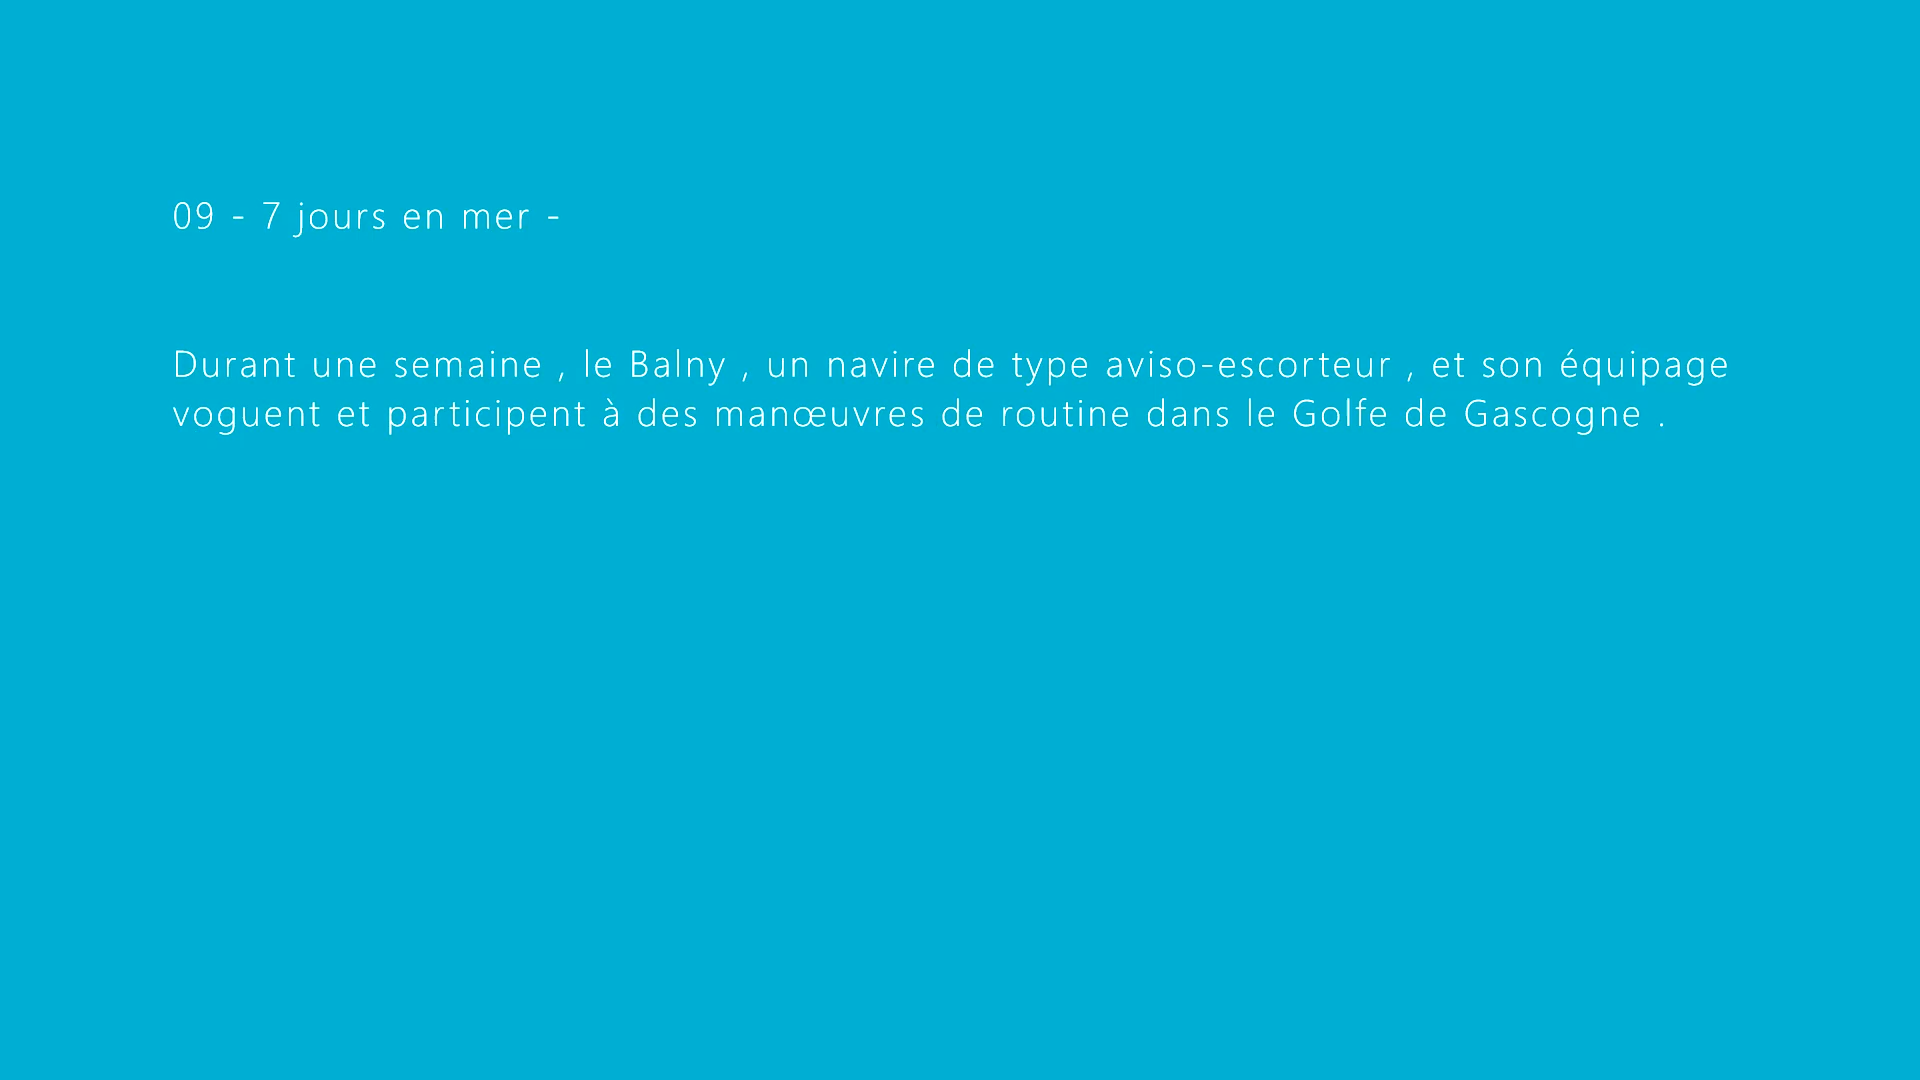 09 - 7 jours en mer -
Durant une semaine , le Balny , un navire de type aviso-escorteur , et son équipage
voguent et participent à des manœuvres de routine dans le Golfe de Gascogne .